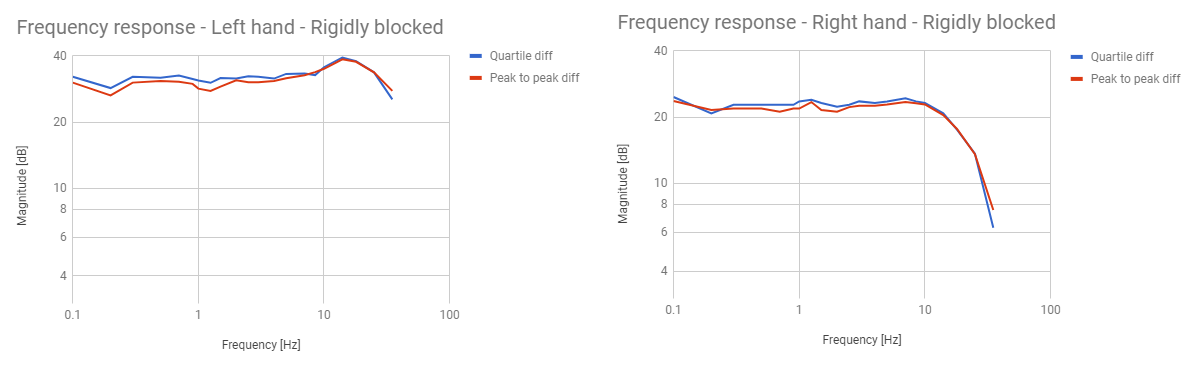 Frequency response - Left hand - Rigidly blocked
Quartile diff
Peak to peak diff
40
20
10
8
6
4
Magnitude [dB]
0.1
1
10
100
Frequency [Hz]
Frequency response - Right hand - Rigidly blocked
Quartile diff
Peak to peak diff
40
20
10
8
6
4
Magnitude [dB]
0.1
1
10
100
Frequency [Hz]